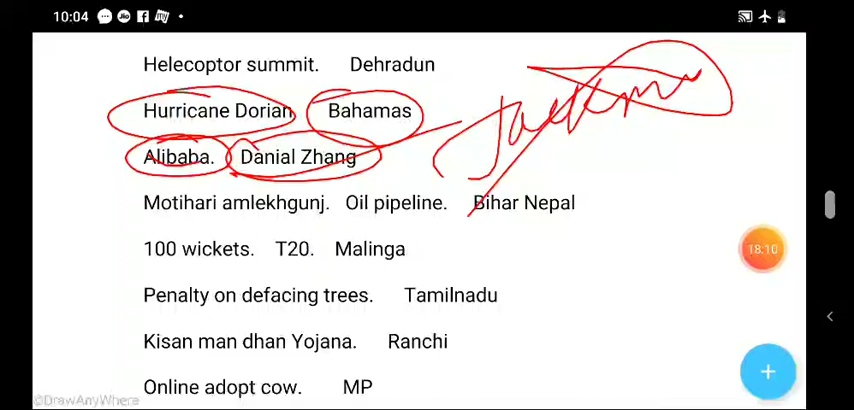 10:04
Helecoptor summit. Dehradun
Hurricane Dorian Bahamas
Alibaba. Danial Zhang
Motihari amlekhgunj. Oil pipeline. Bihar Nepal
100 wickets. T20. Malinga
18:10
Penalty on defacing trees. Tamilnadu
Kisan man dhan Yojana. Ranchi
Online adopt cow. MP
©DrawAnyWhere